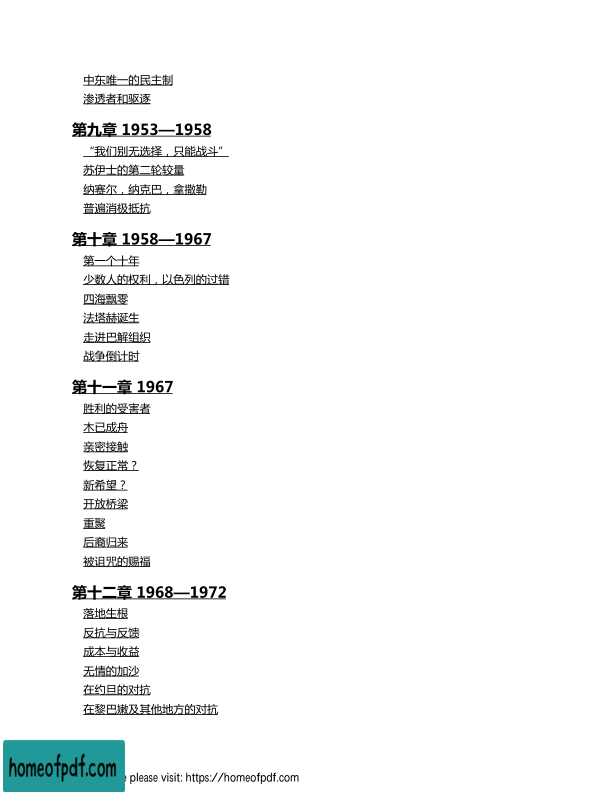 中东唯一的民主制
渗透者和驱逐
第九章 1953—1958
“我们别无选择，只能战斗”
苏伊士的第二轮较量
纳塞尔，纳克巴，拿撒勒
普遍消极抵抗
第十章 1958—1967
第一个十年
少数人的权利，以色列的过错
四海飘零
法塔赫诞生
走进巴解组织
战争倒计时
第十一章 1967
胜利的受害者
木已成舟
亲密接触
恢复正常？
新希望？
开放桥梁
重聚
后裔归来
被诅咒的赐福
第十二章 1968—1972
落地生根
反抗与反馈
成本与收益
无情的加沙
在约旦的对抗
在黎巴嫩及其他地方的对抗
homeofpdf.com
please visit: https://homeofpdf.com